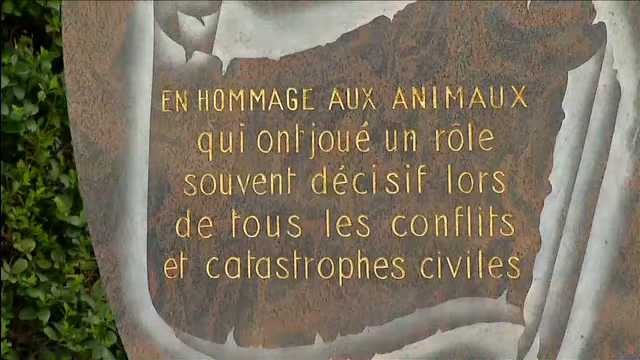 EN HOMMAGE AUX ANIMAUX
qui ont joué un rôle
souvent décisif lors
de tous les conflits
et catastrophes civiles